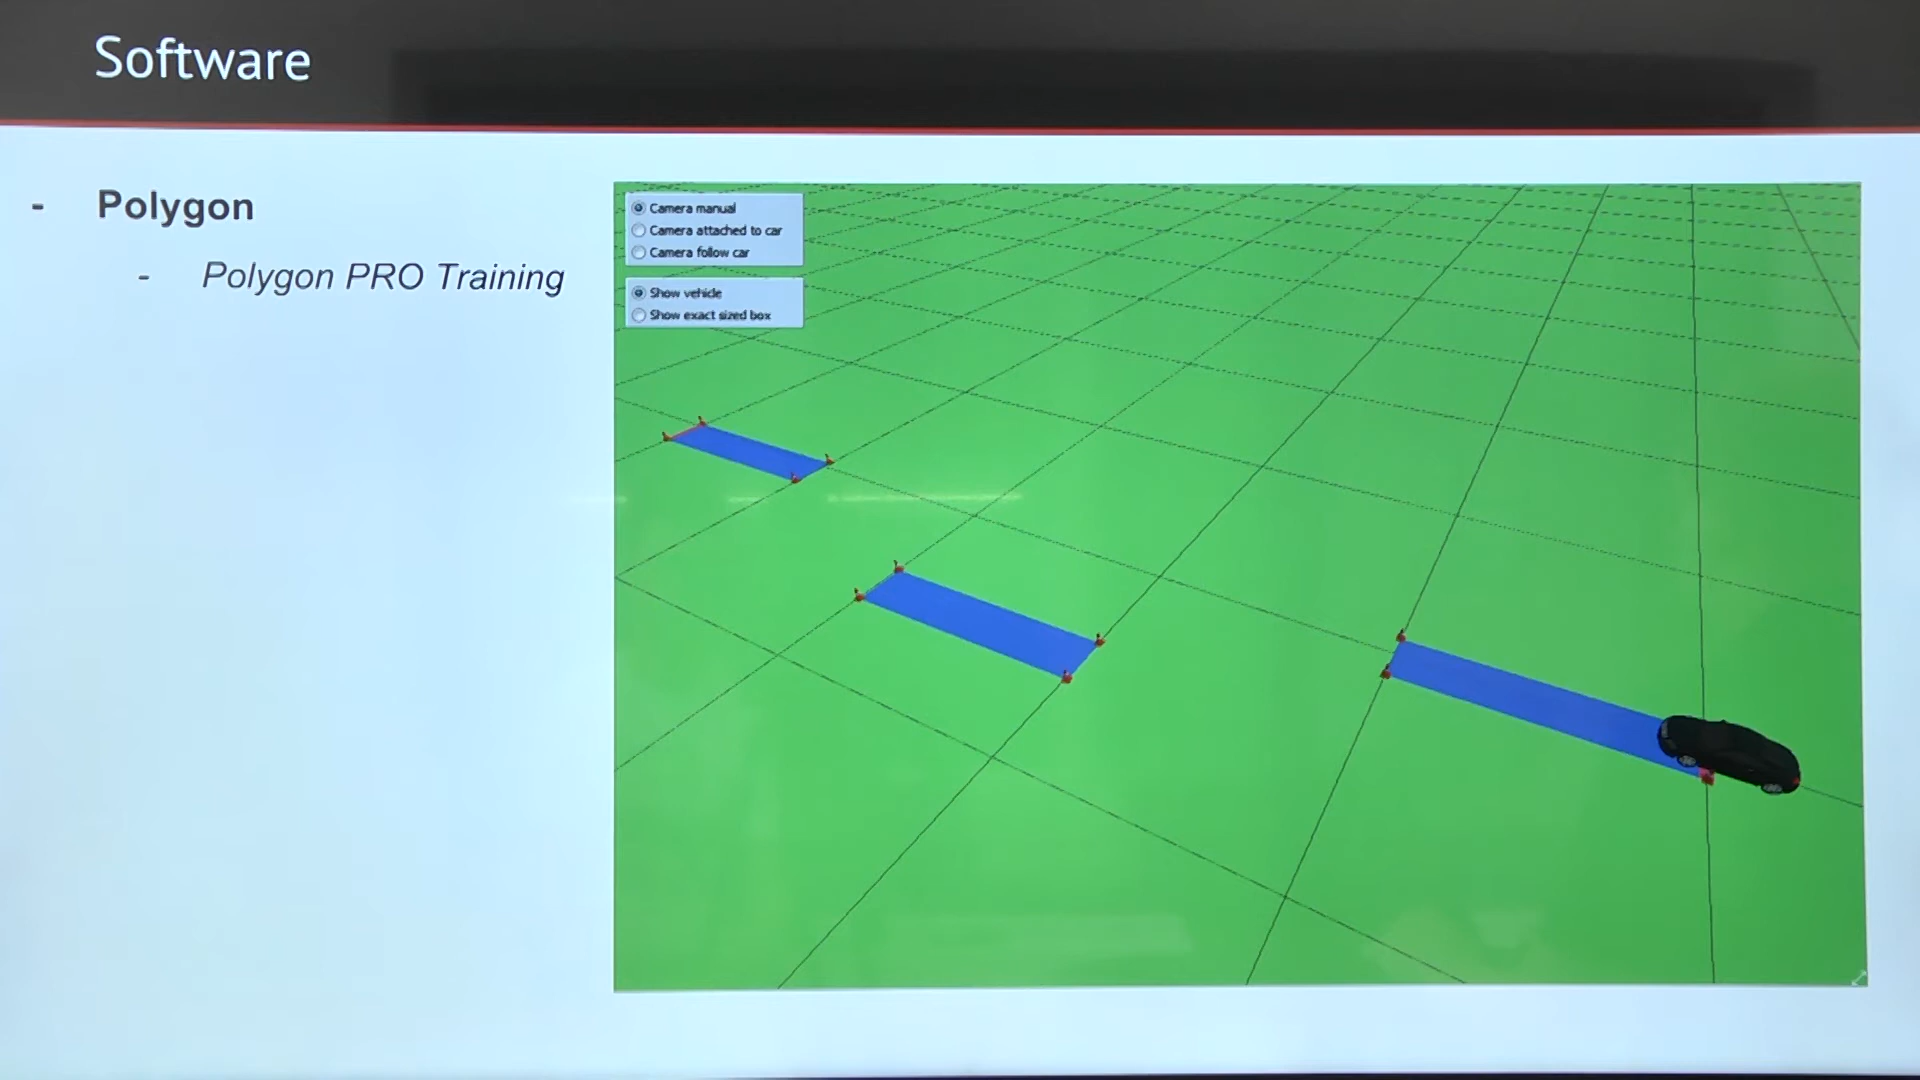 Software
- Polygon
- Polygon PRO Training
Camera manual
Camera attached to car
Camera follow car
Show vehicle
Show exact sized box